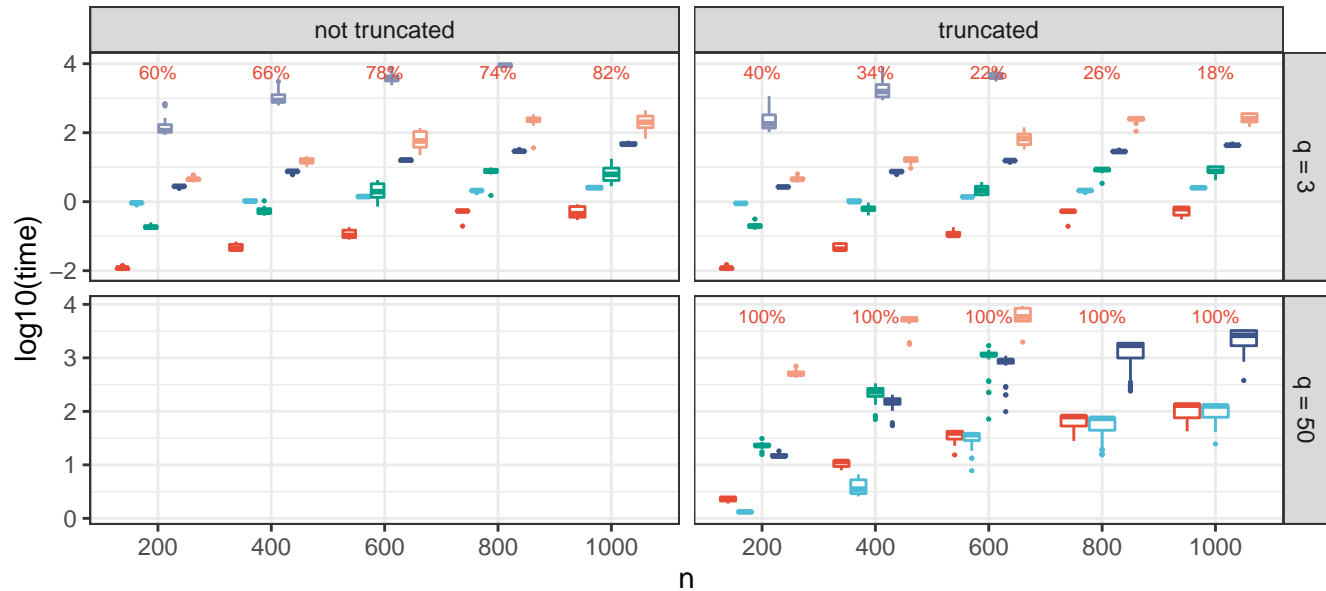 not truncated truncated
4 60% 66% 78% 74% 82% 40% 34% 22% 26% 18%
2
0
−2
q = 3
log10(time)
4 100% 100% 100% 100% 100%
3
2
1
0
q = 50
200 400 600 800 1000 200 400 600 800 1000
n